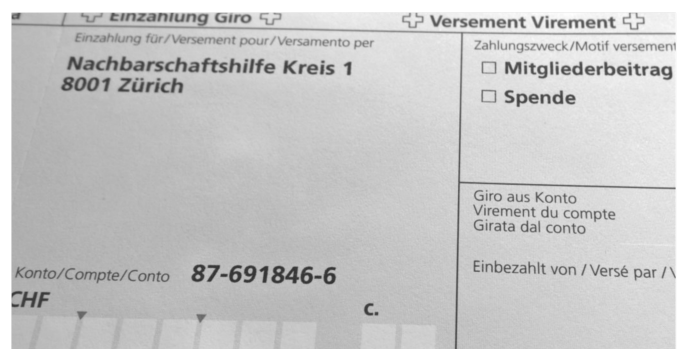 Einzahlung Giro
Versement Virement
Einzahlung für/Versement pour/Versamento per
Nachbarschaftshilfe Kreis 1
8001 Zürich
Konto/Compte/Conto 87-691846-6
CHF
C.
Zahlungszweck/Motif versement
Mitgliederbeitrag
Spende
Giro aus Konto
Virement du compte
Girata dal conto
Einbezahlt von / Versé par /